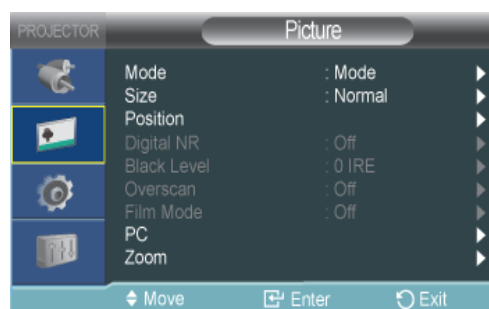 PROJECTOR Picture
Mode : Mode
Size : Normal
Position
Digital NR : Off
Black Level : 0 IRE
Overscan : Off
Film Mode : Off
PC
Zoom
Move Enter Exit